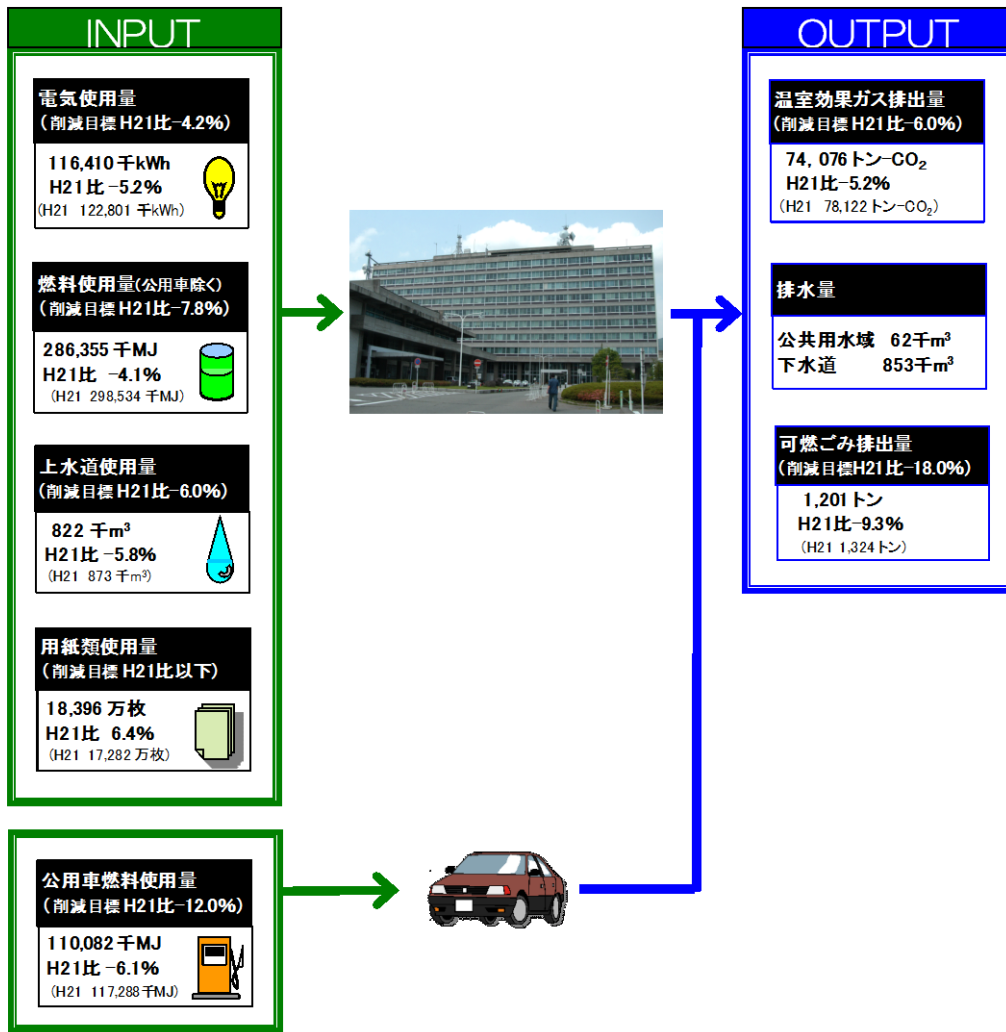 INPUT
電気使用量
(削減目標 H21比-4.2%)
116,410 千kWh
H21比 -5.2%
(H21 122,801 千kWh)
燃料使用量(公用車除く)
(削減目標 H21比-7.8%)
286,355 千MJ
H21比 -4.1%
(H21 298,534 千MJ)
上水道使用量
(削減目標 H21比-6.0%)
822 千m³
H21比 -5.8%
(H21 873 千m³)
用紙類使用量
(削減目標 H21比以下)
18,396 万枚
H21比 6.4%
(H21 17,282 万枚)
公用車燃料使用量
(削減目標 H21比-12.0%)
110,082 千MJ
H21比 -6.1%
(H21 117,288 千MJ)
OUTPUT
温室効果ガス排出量
(削減目標 H21比-6.0%)
74,076 トン-CO₂
H21比-5.2%
(H21 78,122 トン-CO₂)
排水量
公共用水域 62千m³
下水道 853千m³
可燃ごみ排出量
(削減目標H21比-18.0%)
1,201 トン
H21比-9.3%
(H21 1,324 トン)